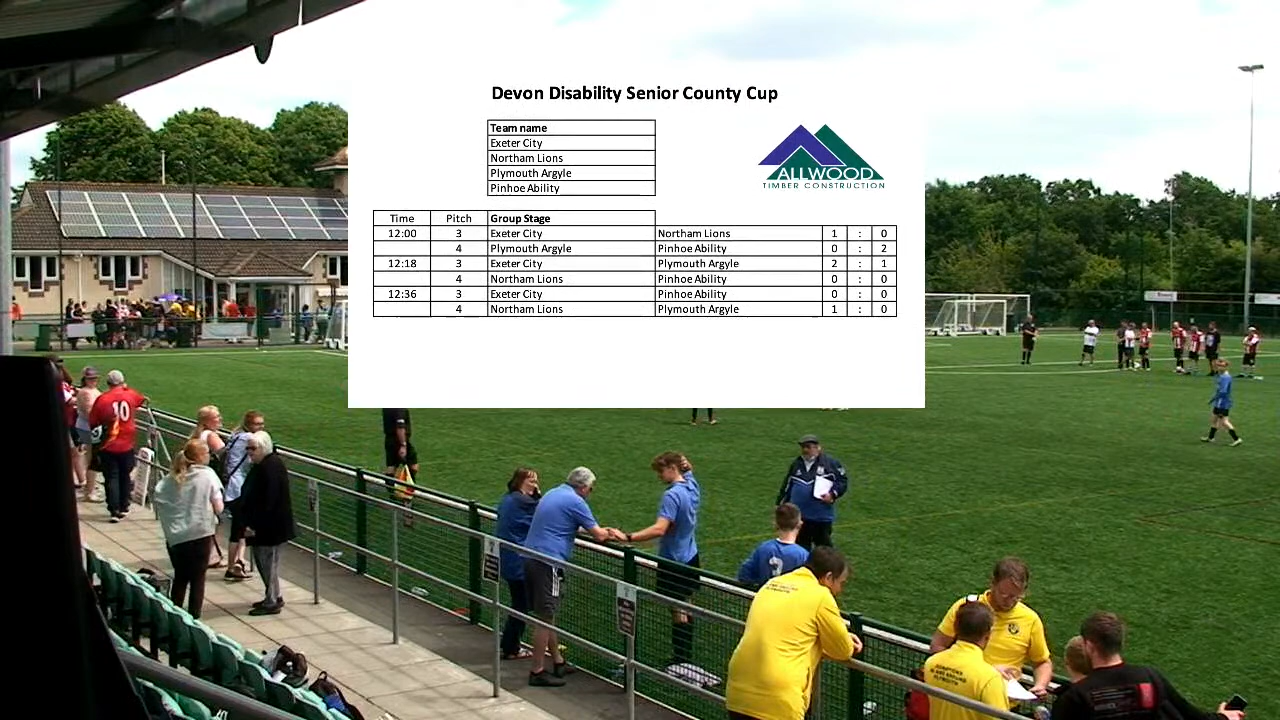 Devon Disability Senior County Cup
Team name
Exeter City
Northam Lions
Plymouth Argyle
Pinhoe Ability
ALLWOOD
TIMBER CONSTRUCTION
Time Pitch Group Stage
12:00 3 Exeter City Northam Lions 1 : 0
4 Plymouth Argyle Pinhoe Ability 0 : 2
12:18 3 Exeter City Plymouth Argyle 2 : 1
4 Northam Lions Pinhoe Ability 0 : 0
12:36 3 Exeter City Pinhoe Ability 0 : 0
4 Northam Lions Plymouth Argyle 1 : 0
10
3